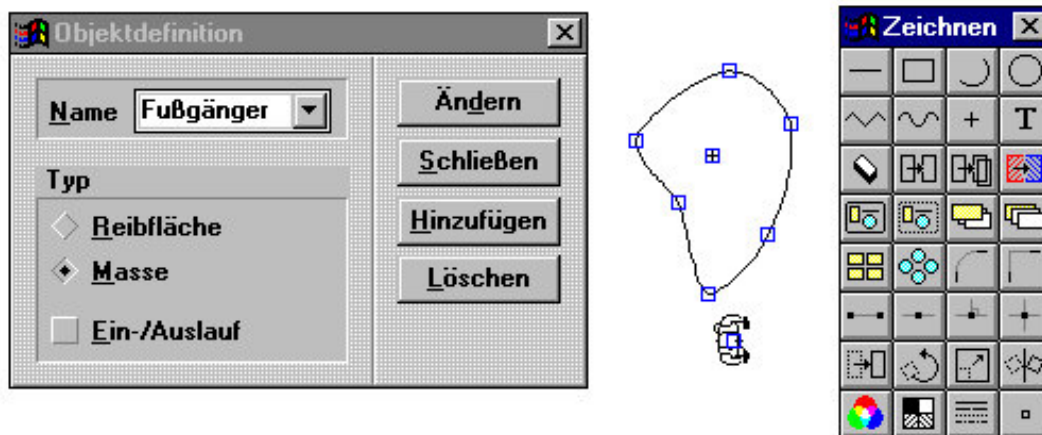 Objektdefinition
Name Fußgänger
Typ
Reibfläche
Masse
Ein-/Auslauf
Ändern
Schließen
Hinzufügen
Löschen
Zeichnen
T